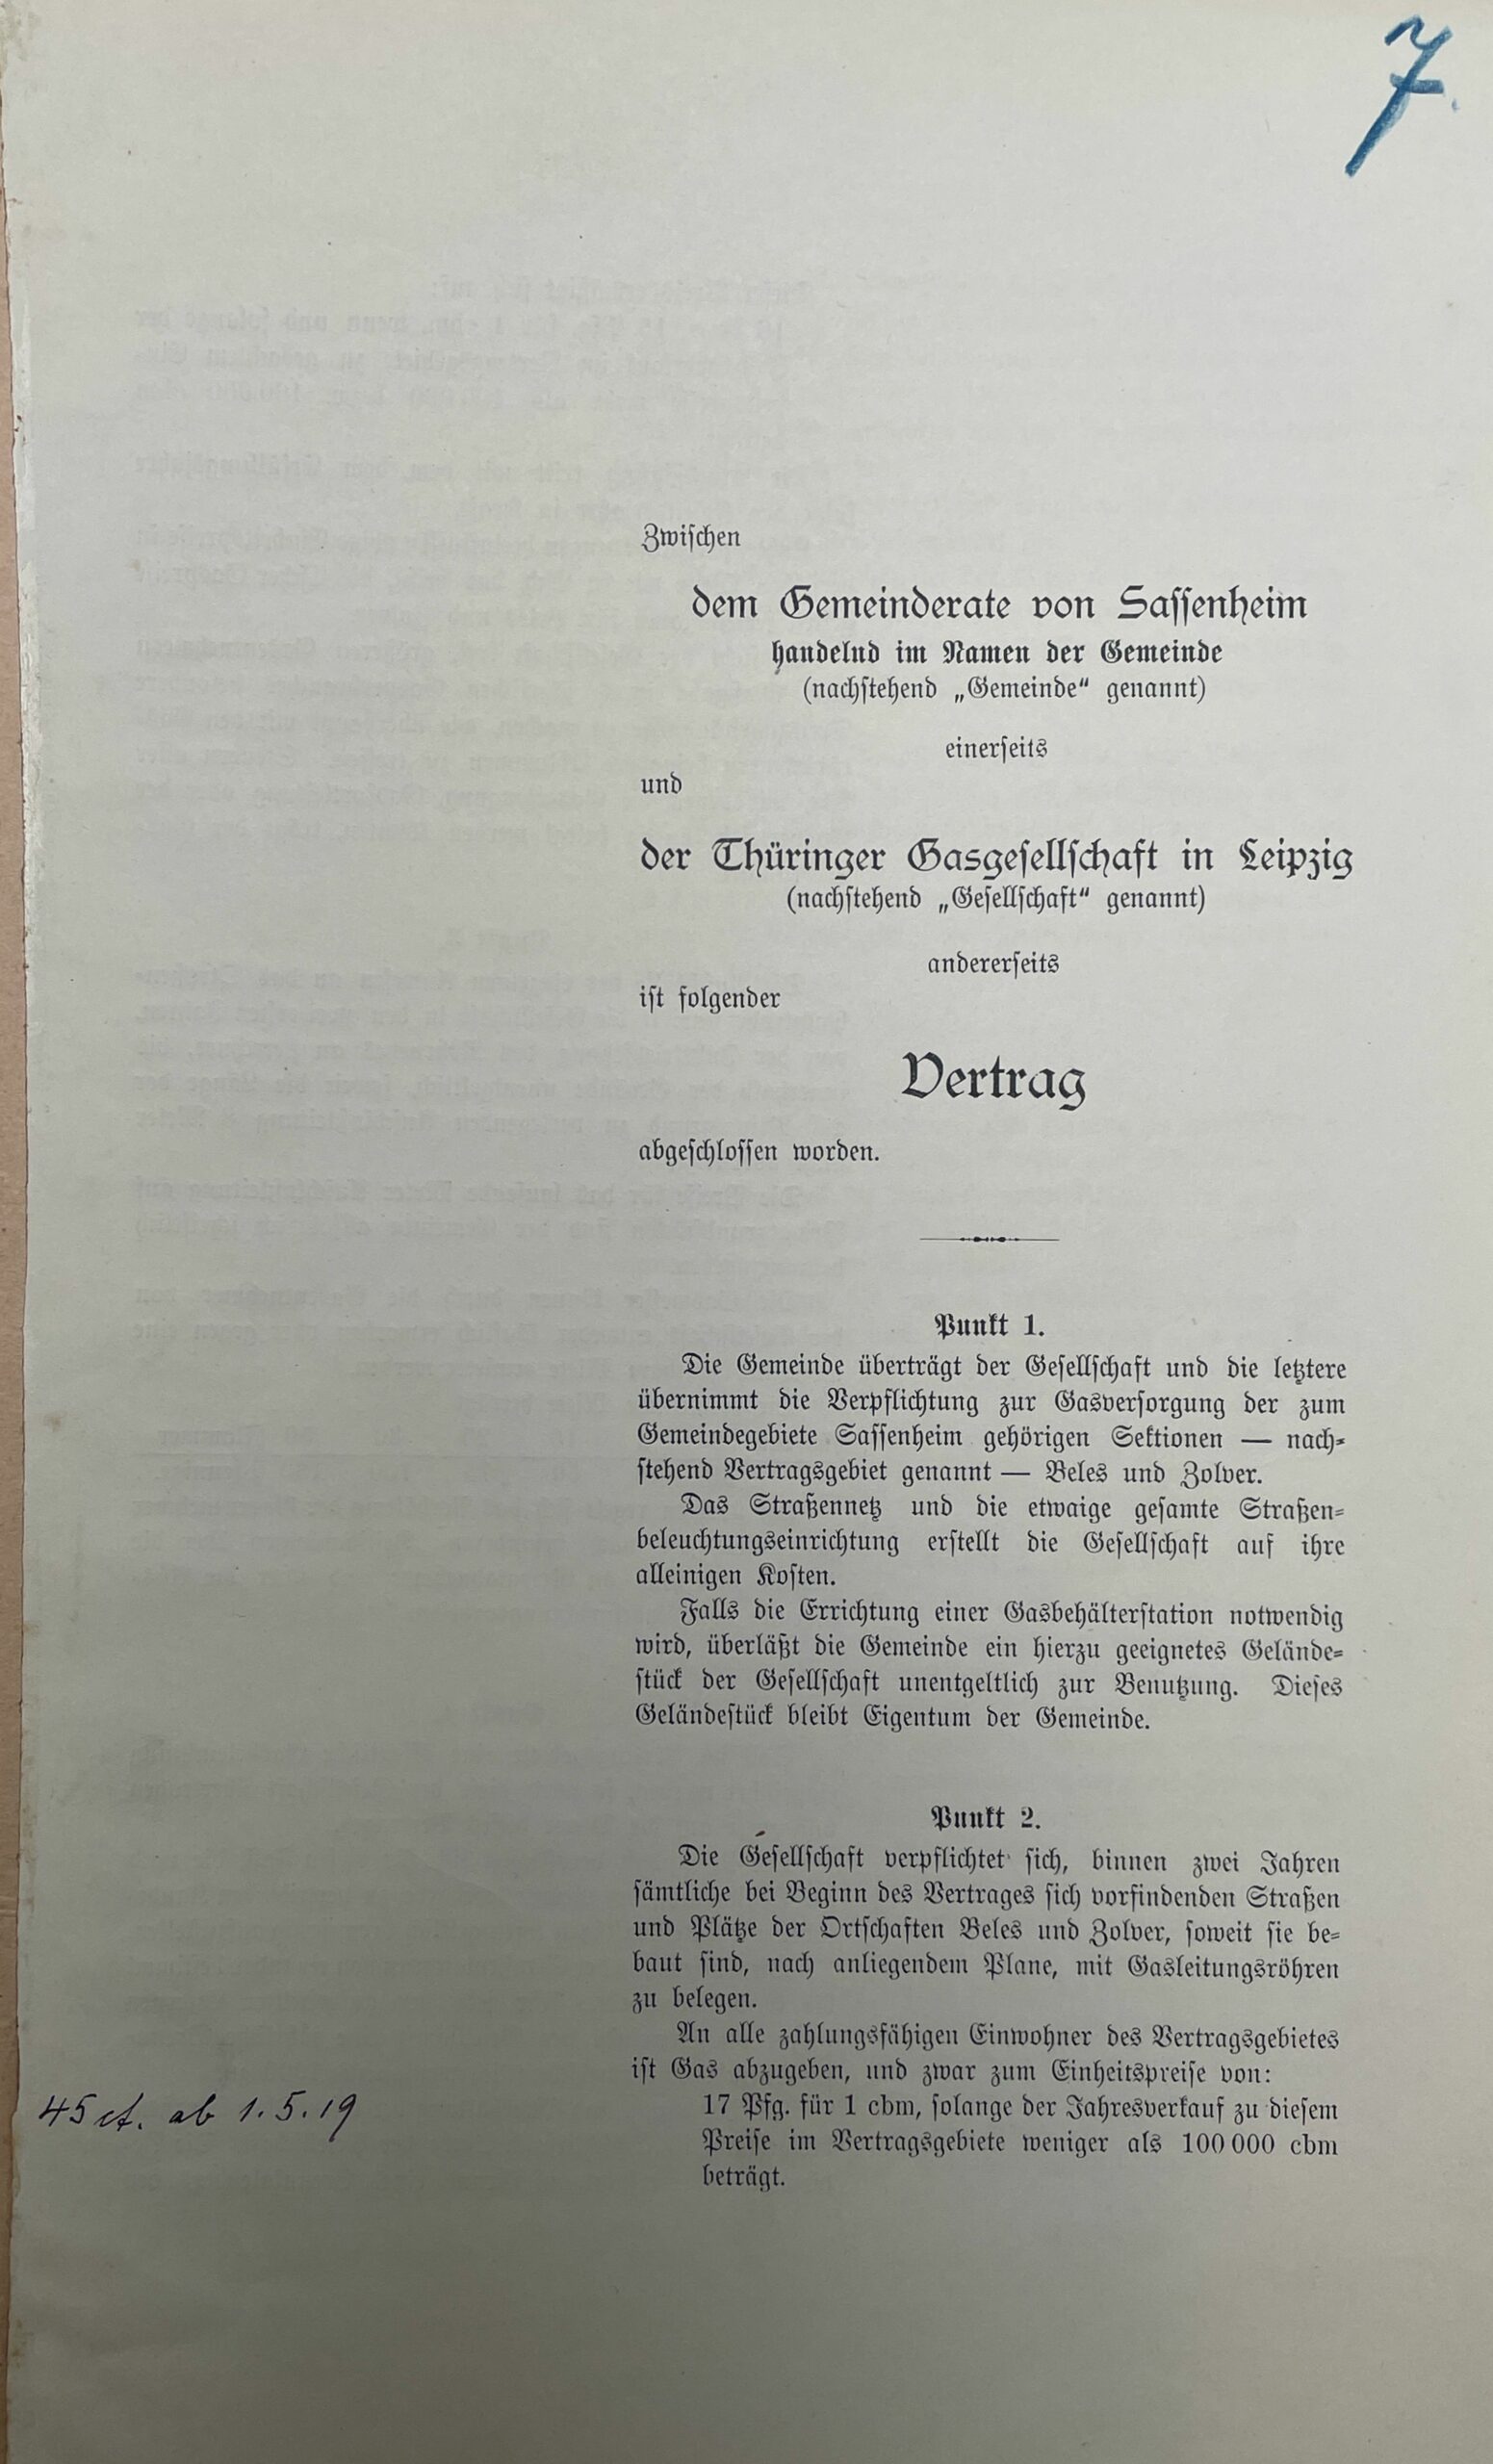 7.
Zwischen
dem Gemeinderate von Sassenheim
handelnd im Namen der Gemeinde
(nachstehend „Gemeinde“ genannt)
einerseits
und
der Thüringer Gasgesellschaft in Leipzig
(nachstehend „Gesellschaft“ genannt)
andererseits
ist folgender
Vertrag
abgeschlossen worden.
Punkt 1.
Die Gemeinde überträgt der Gesellschaft und die letztere
übernimmt die Verpflichtung zur Gasversorgung der zum
Gemeindegebiete Sassenheim gehörigen Sektionen — nach-
stehend Vertragsgebiet genannt — Beles und Zolver.
Das Straßennetz und die etwaige gesamte Straßen-
beleuchtungseinrichtung erstellt die Gesellschaft auf ihre
alleinigen Kosten.
Falls die Errichtung einer Gasbehälterstation notwendig
wird, überläßt die Gemeinde ein hierzu geeignetes Gelände-
stück der Gesellschaft unentgeltlich zur Benutzung. Dieses
Geländestück bleibt Eigentum der Gemeinde.
Punkt 2.
Die Gesellschaft verpflichtet sich, binnen zwei Jahren
sämtliche bei Beginn des Vertrages sich vorfindenden Straßen
und Plätze der Ortschaften Beles und Zolver, soweit sie be-
baut sind, nach anliegendem Plane, mit Gasleitungsröhren
zu belegen.
An alle zahlungsfähigen Einwohner des Vertragsgebietes
ist Gas abzugeben, und zwar zum Einheitspreise von:
17 Pfg. für 1 cbm, solange der Jahresverkauf zu diesem
Preise im Vertragsgebiete weniger als 100 000 cbm
beträgt.
45 ct. ab 1.5.19